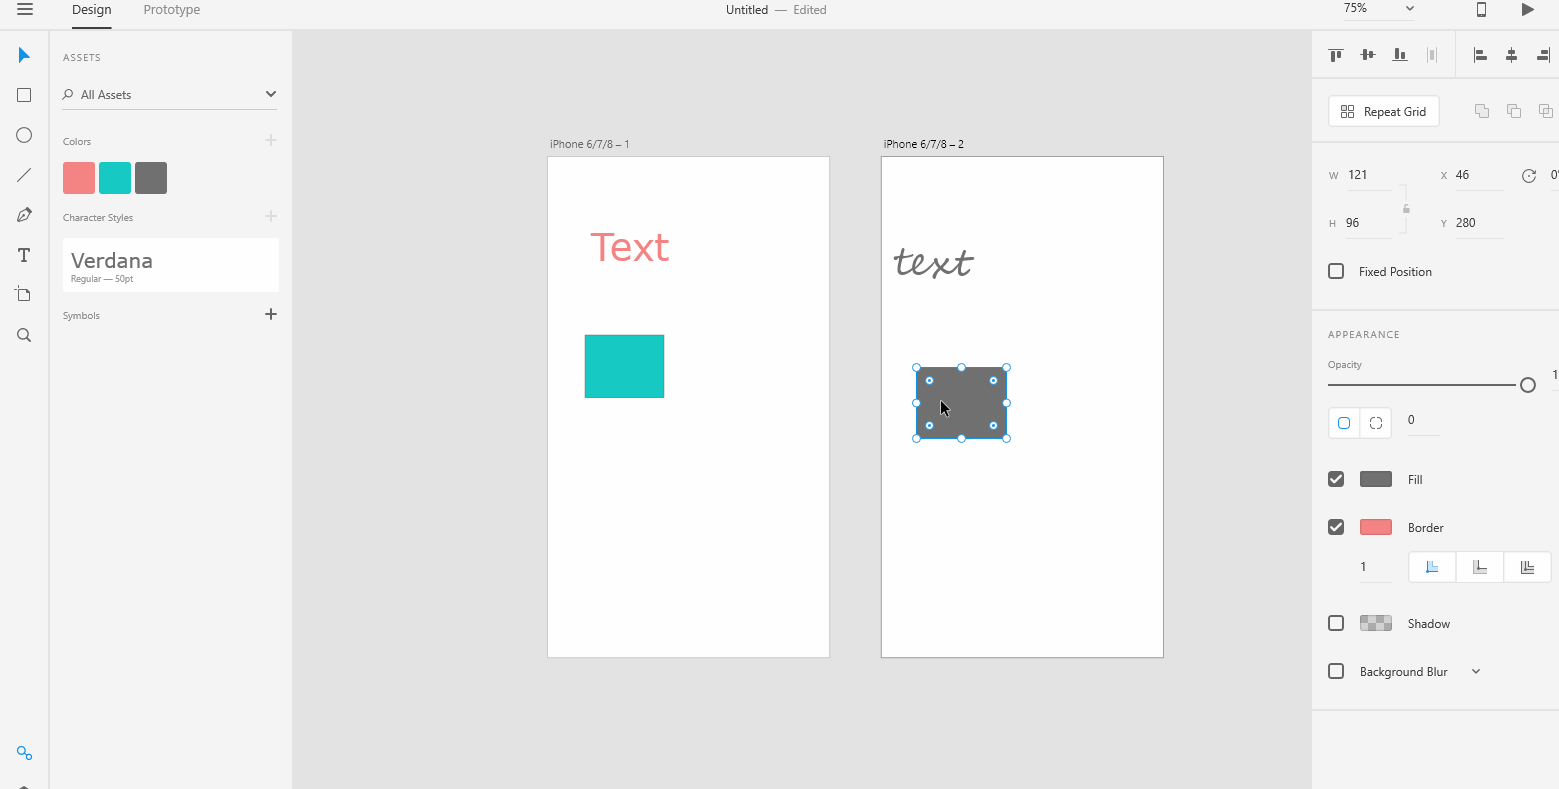 Design Prototype Untitled — Edited 75%
ASSETS
All Assets
Colors
Character Styles
Verdana
Regular — 50pt
Symbols
iPhone 6/7/8 – 1
Text
iPhone 6/7/8 – 2
text
Repeat Grid
W 121 X 46 0°
H 96 Y 280
Fixed Position
APPEARANCE
Opacity
0
Fill
Border
1
Shadow
Background Blur